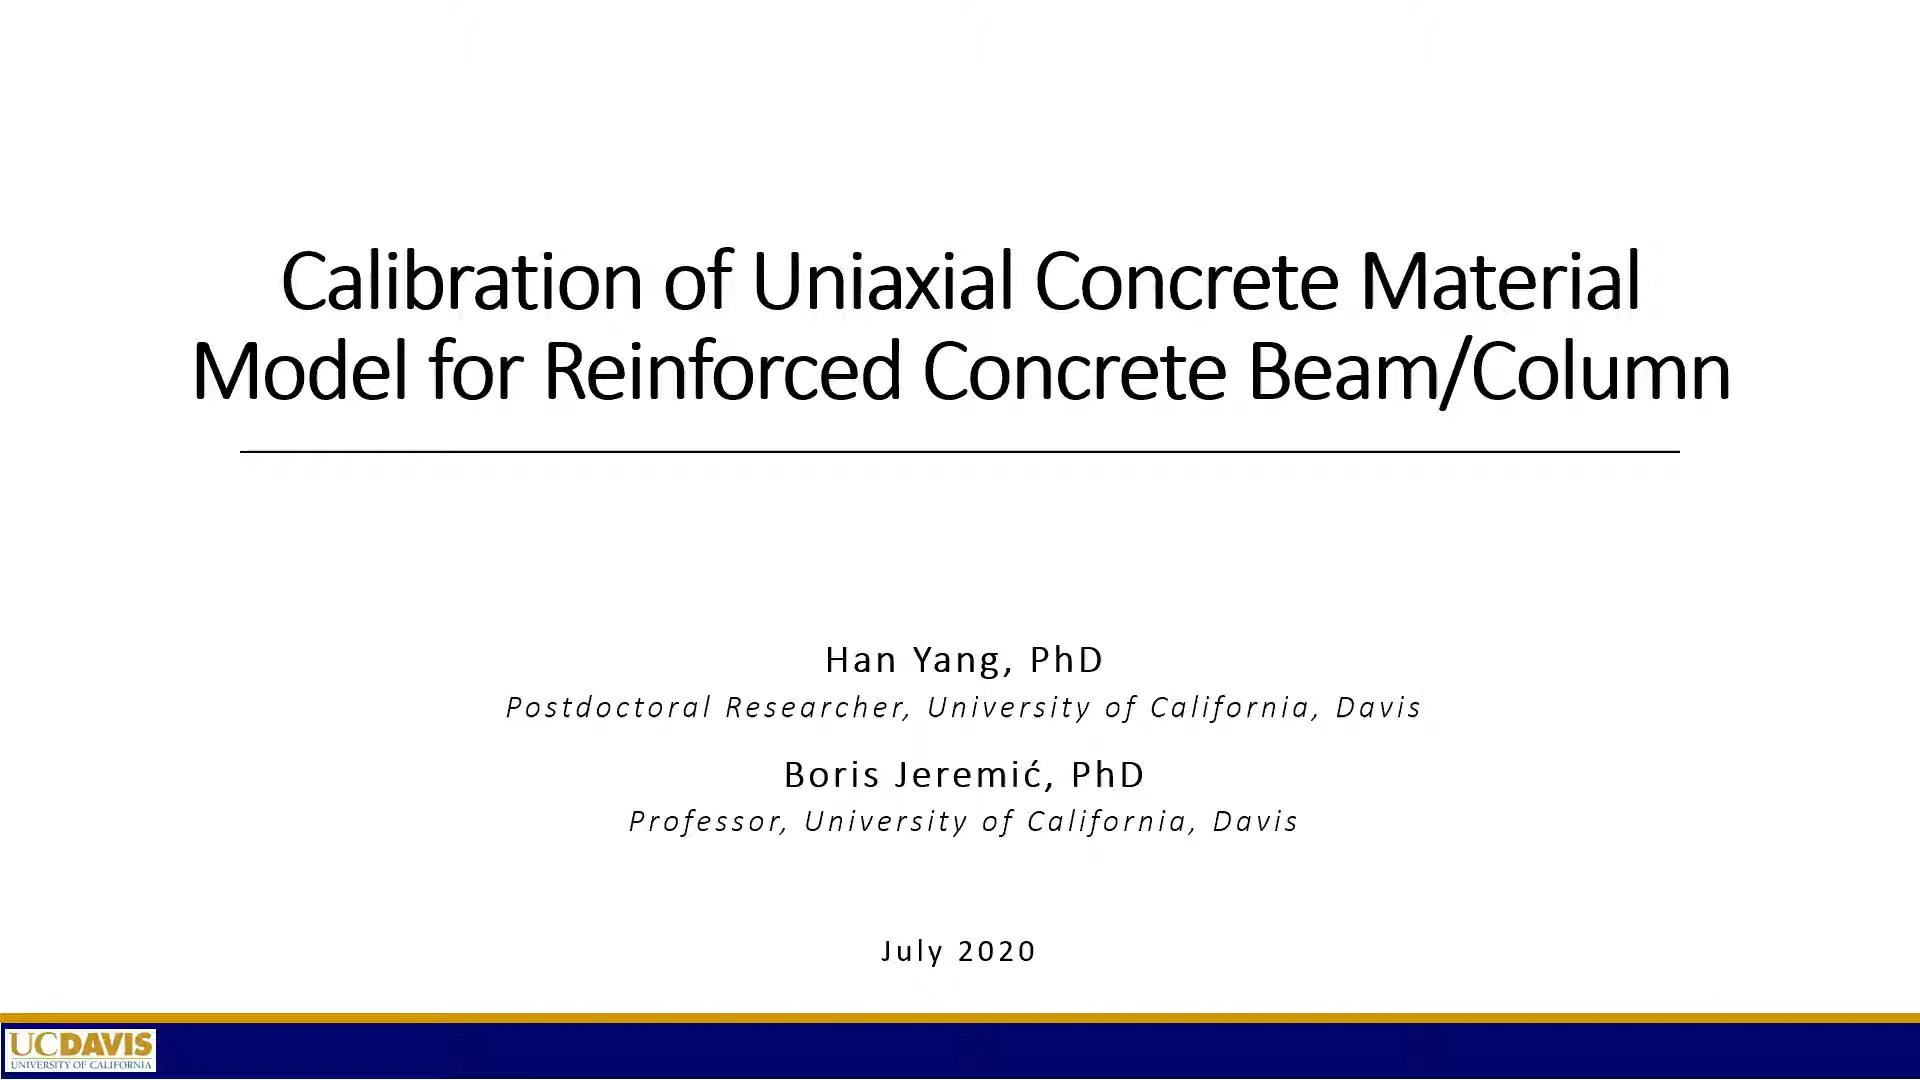 Calibration of Uniaxial Concrete Material
Model for Reinforced Concrete Beam/Column
Han Yang, PhD
Postdoctoral Researcher, University of California, Davis
Boris Jeremić, PhD
Professor, University of California, Davis
July 2020
UCDAVIS
UNIVERSITY OF CALIFORNIA